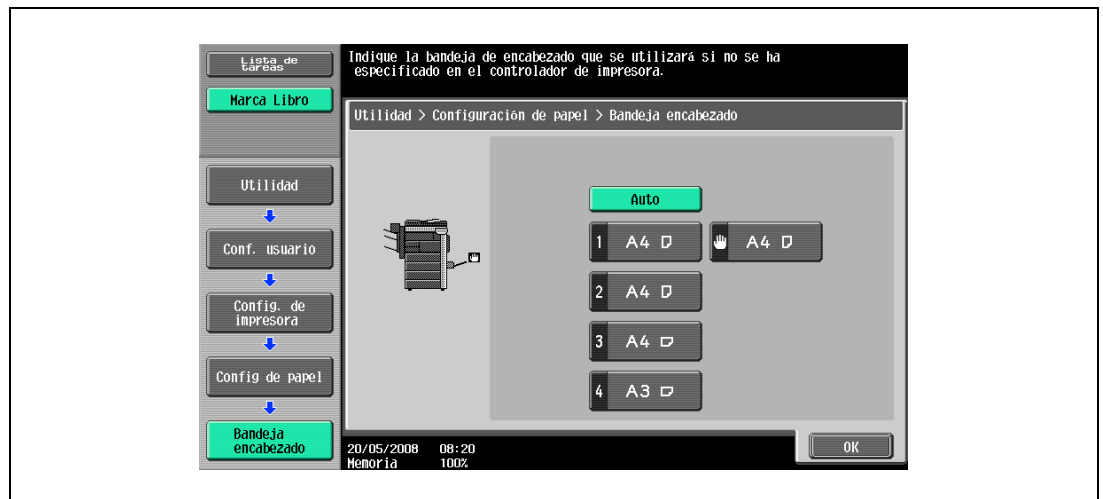 Lista de
tareas
Indique la bandeja de encabezado que se utilizará si no se ha
especificado en el controlador de impresora.
Marca Libro
Utilidad > Configuración de papel > Bandeja encabezado
Utilidad
Conf. usuario
Config. de
impresora
Config de papel
Bandeja
encabezado
Auto
1 A4
A4
2 A4
3 A4
4 A3
20/05/2008 08:20
Memoria 100%
OK